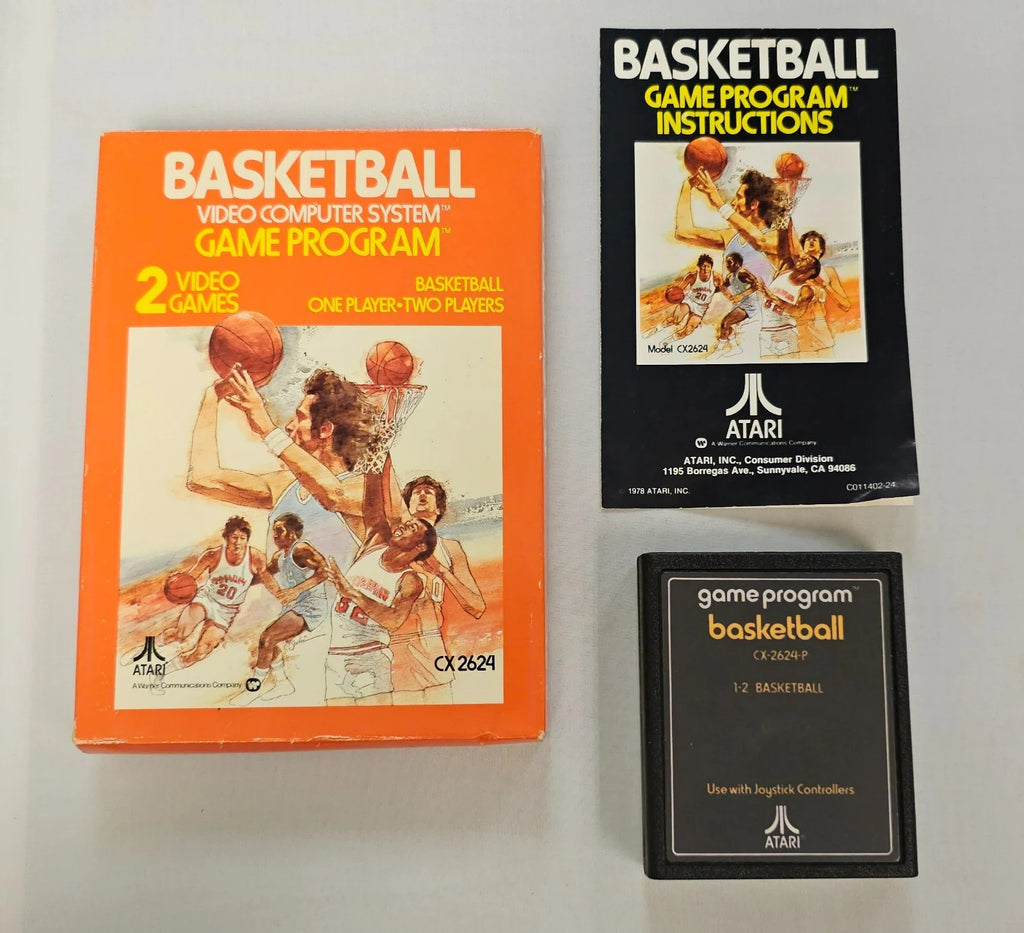 BASKETBALL
VIDEO COMPUTER SYSTEM™
GAME PROGRAM™
2 VIDEO GAMES
BASKETBALL
ONE PLAYER•TWO PLAYERS
20
ATARI
A Warner Communications Company
CX 2624
BASKETBALL
GAME PROGRAM™
INSTRUCTIONS
20
Model CX2624
ATARI
A Warner Communications Company
ATARI, INC., Consumer Division
1195 Borregas Ave., Sunnyvale, CA 94086
© 1978 ATARI, INC.
C011402-24
game program™
basketball
CX-2624-P
1-2 BASKETBALL
Use with Joystick Controllers
ATARI